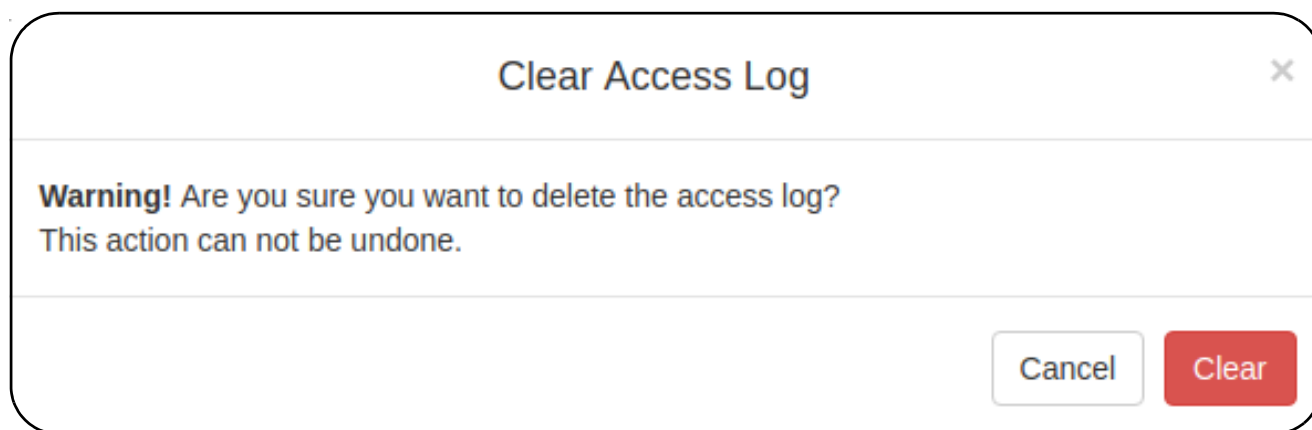 Clear Access Log
×
Warning! Are you sure you want to delete the access log?
This action can not be undone.
Cancel
Clear